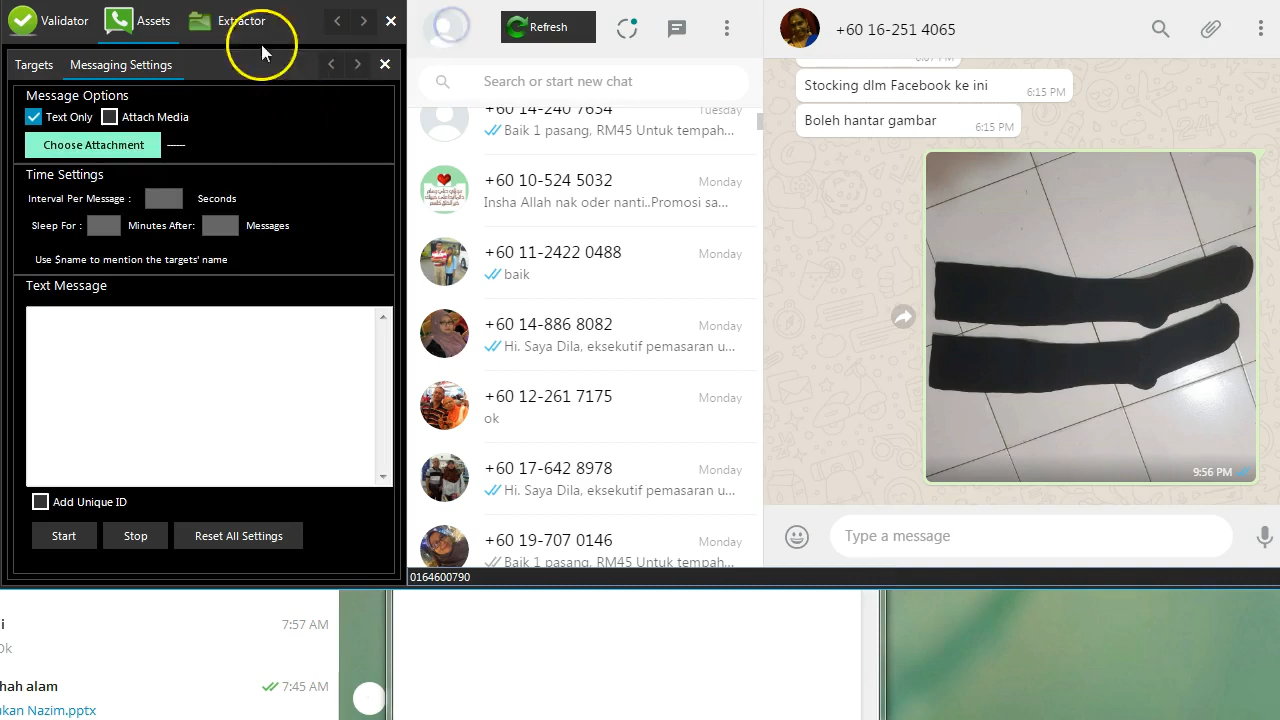 Validator
Assets
Extractor
Targets
Messaging Settings
Message Options
Text Only
Attach Media
Choose Attachment
-----
Time Settings
Interval Per Message :
Seconds
Sleep For :
Minutes After:
Messages
Use $name to mention the targets' name
Text Message
Add Unique ID
Start
Stop
Reset All Settings
Refresh
Search or start new chat
+60 14-240 7634
Tuesday
Baik 1 pasang, RM45 Untuk tempah...
+60 10-524 5032
Monday
Insha Allah nak oder nanti..Promosi sa...
+60 11-2422 0488
Monday
baik
+60 14-886 8082
Monday
Hi. Saya Dila, eksekutif pemasaran u...
+60 12-261 7175
Monday
ok
+60 17-642 8978
Monday
Hi. Saya Dila, eksekutif pemasaran u...
+60 19-707 0146
Monday
Baik 1 pasang, RM45 Untuk tempah...
0164600790
+60 16-251 4065
Stocking dlm Facebook ke ini
6:15 PM
Boleh hantar gambar
6:15 PM
9:56 PM
Type a message
i
7:57 AM
Ok
hah alam
7:45 AM
ukan Nazim.pptx